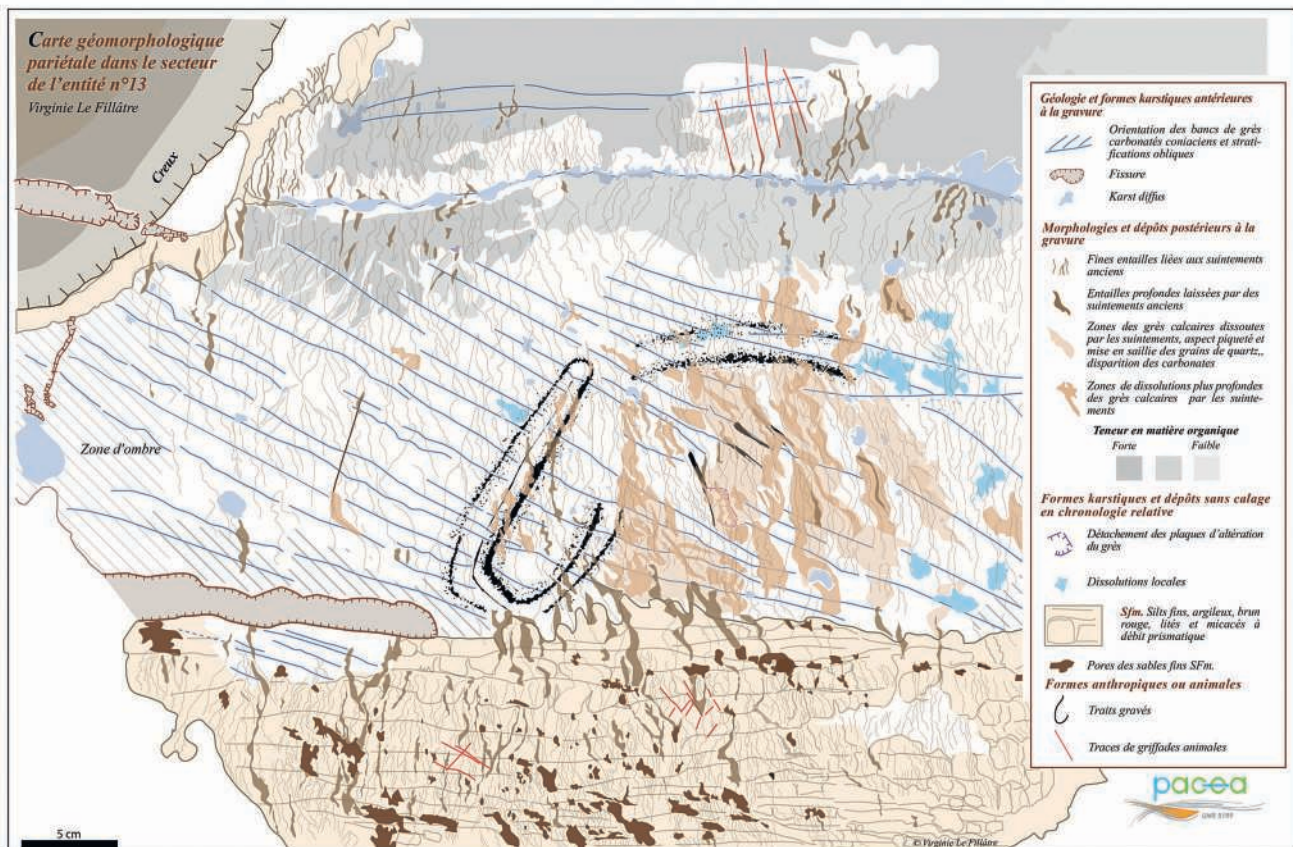 Carte géomorphologique
pariétale dans le secteur
de l'entité n°13
Virginie Le Fillâtre
Creux
Zone d'ombre
5 cm
© Virginie Le Fillâtre
Géologie et formes karstiques antérieures
à la gravure
Orientation des bancs de grès
carbonatés coniaciens et strati-
fications obliques
Fissure
Karst diffus
Morphologies et dépôts postérieurs à la
gravure
Fines entailles liées aux suintements
anciens
Entailles profondes laissées par des
suintements anciens
Zones des grès calcaires dissoutes
par les suintements, aspect piqueté et
mise en saillie des grains de quartz,,
disparition des carbonates
Zones de dissolutions plus profondes
des grès calcaires par les suinte-
ments
Teneur en matière organique
Forte Faible
Formes karstiques et dépôts sans calage
en chronologie relative
Détachement des plaques d'altération
du grès
Dissolutions locales
Sfm. Silts fins, argileux, brun
rouge, lités et micacés à
débit prismatique
Pores des sables fins SFm.
Formes anthropiques ou animales
Traits gravés
Traces de griffades animales
pacea
UMR 5199